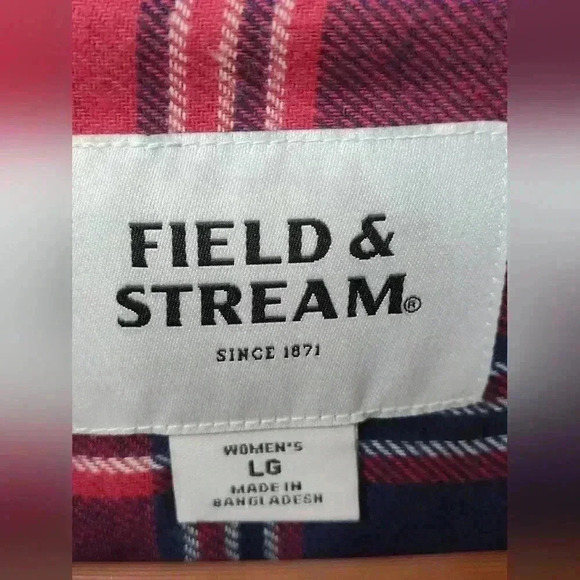 FIELD &
STREAM®
SINCE 1871
WOMEN'S
LG
MADE IN
BANGLADESH